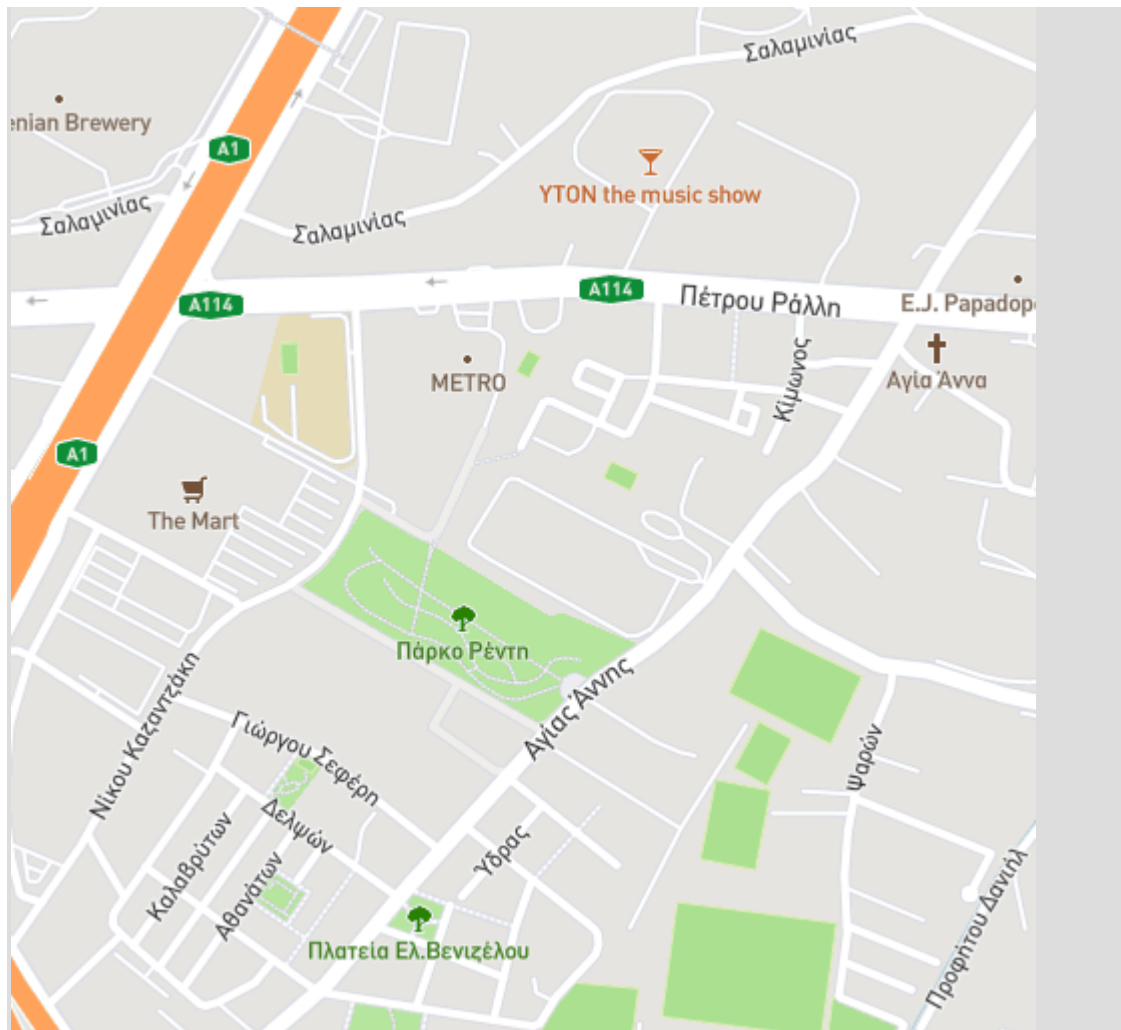 Σαλαμινίας
enian Brewery
A1
YTON the music show
Σαλαμινίας
Σαλαμινίας
A114
A114
Πέτρου Ράλλη
E.J. Papadop
METRO
Κίμωνος
Αγία Άννα
A1
The Mart
Πάρκο Ρέντη
Αγίας Άννης
Νίκου Καζαντζάκη
Γιώργου Σεφέρη
Ψαρών
Δελφών
Καλαβρύτων
Αθανάτων
Ύδρας
Προφήτου Δανιήλ
Πλατεία Ελ.Βενιζέλου